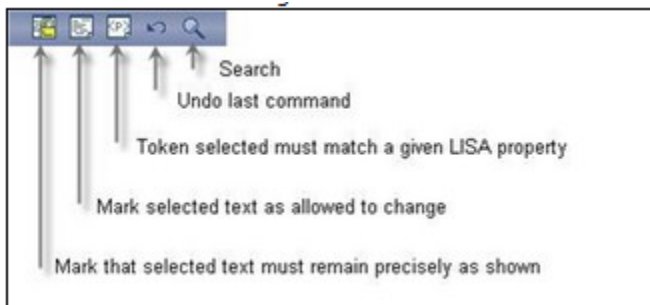 <P>
Search
Undo last command
Token selected must match a given LISA property
Mark selected text as allowed to change
Mark that selected text must remain precisely as shown